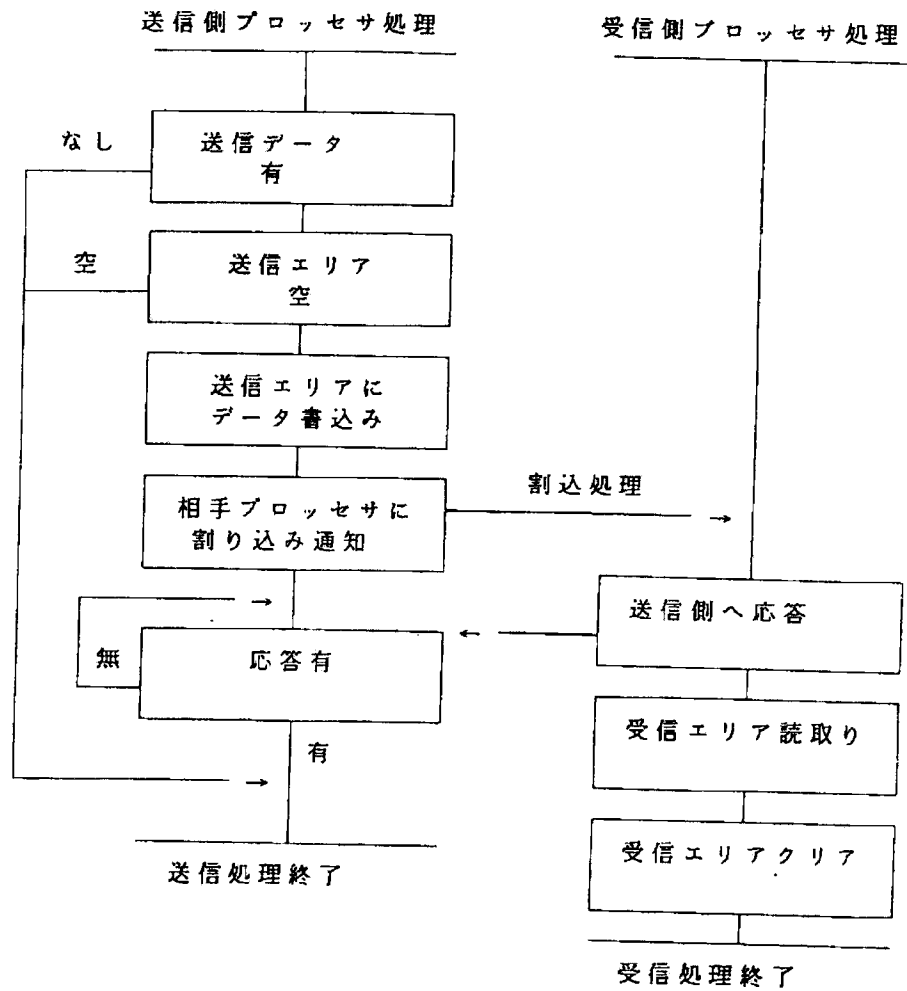 送信側プロッセサ処理
受信側プロッセサ処理
なし
送信データ
有
空
送信エリア
空
送信エリアに
データ書込み
相手プロッセサに
割り込み通知
割込処理
送信側へ応答
無
応答有
有
受信エリア読取り
受信エリアクリア
送信処理終了
受信処理終了